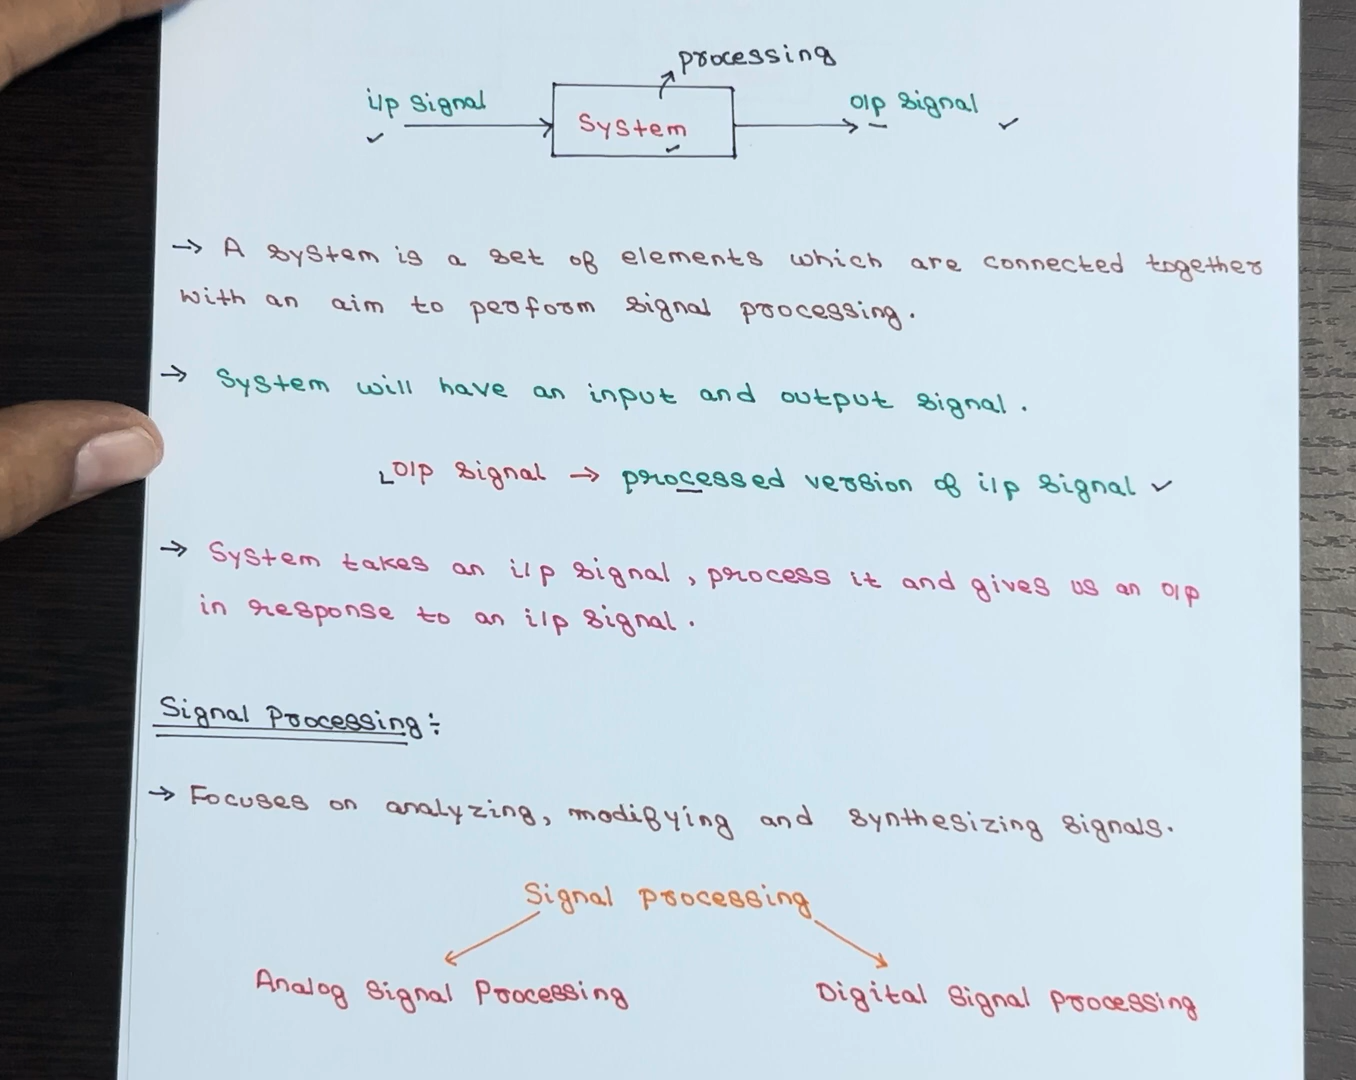 processing
i/p signal
System
o/p signal
→ A system is a set of elements which are connected together
with an aim to perform signal processing.
→ System will have an input and output signal.
o/p signal → processed version of i/p signal ✓
→ System takes an i/p signal, process it and gives us an o/p
in response to an i/p signal.
Signal Processing:
→ Focuses on analyzing, modifying and synthesizing signals.
Signal processing
Analog Signal Processing
Digital Signal Processing